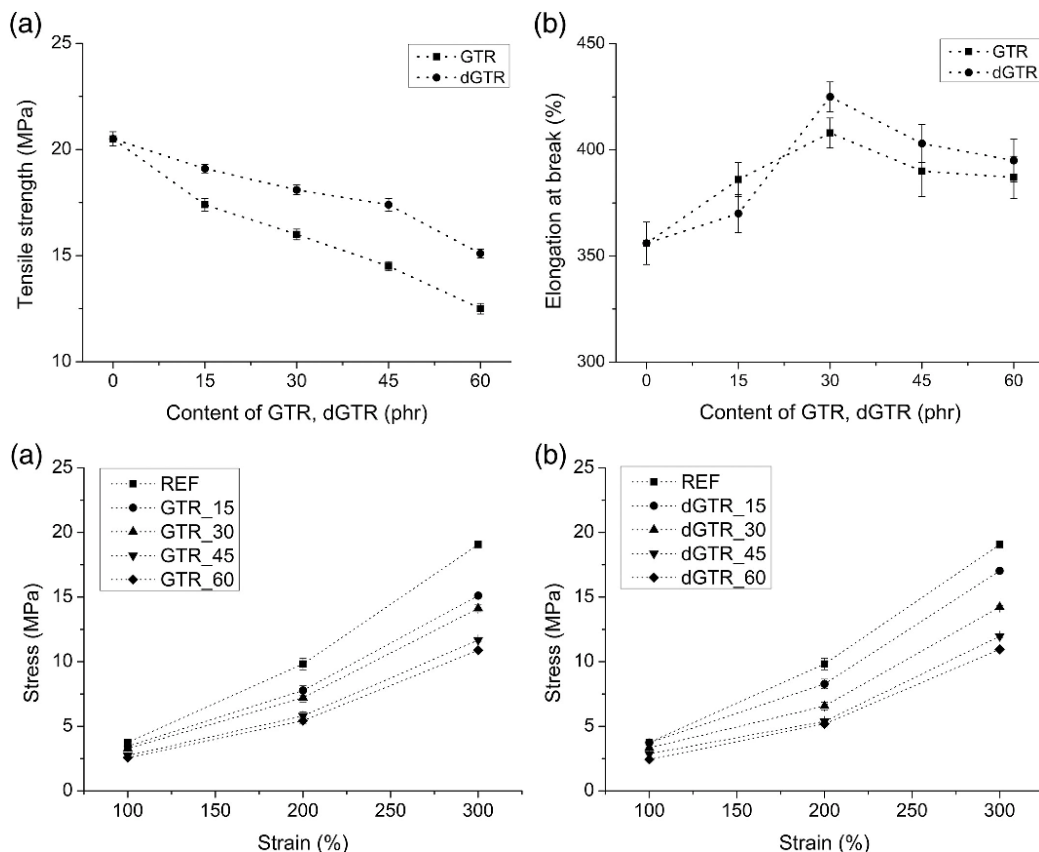 (a)
25
20
15
10
Tensile strength (MPa)
GTR
dGTR
0 15 30 45 60
Content of GTR, dGTR (phr)
(b)
450
400
350
300
Elongation at break (%)
GTR
dGTR
0 15 30 45 60
Content of GTR, dGTR (phr)
(a)
25
20
15
10
5
0
Stress (MPa)
REF
GTR_15
GTR_30
GTR_45
GTR_60
100 150 200 250 300
Strain (%)
(b)
25
20
15
10
5
0
Stress (MPa)
REF
dGTR_15
dGTR_30
dGTR_45
dGTR_60
100 150 200 250 300
Strain (%)